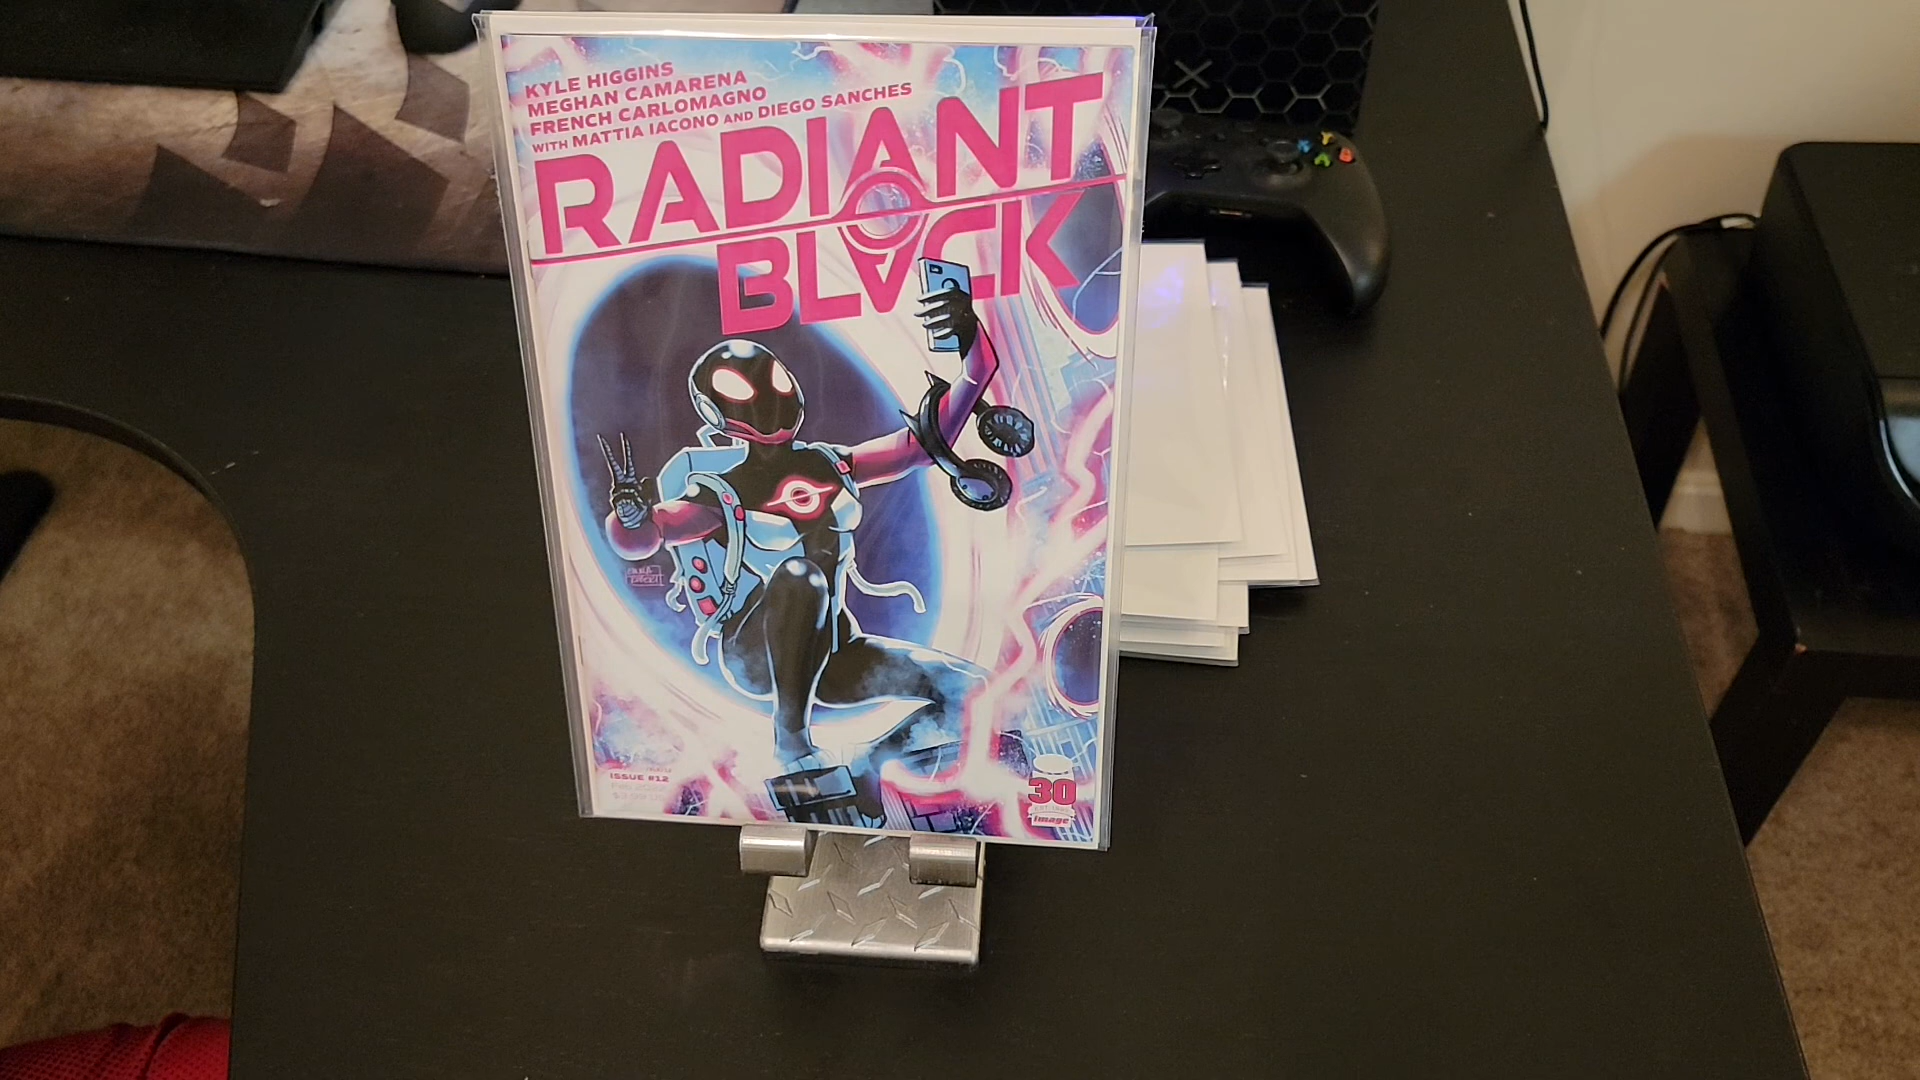 KYLE HIGGINS
MEGHAN CAMARENA
FRENCH CARLOMAGNO
WITH MATTIA IACONO AND DIEGO SANCHES
RADIANT
BLACK
ISSUE #12
30
image